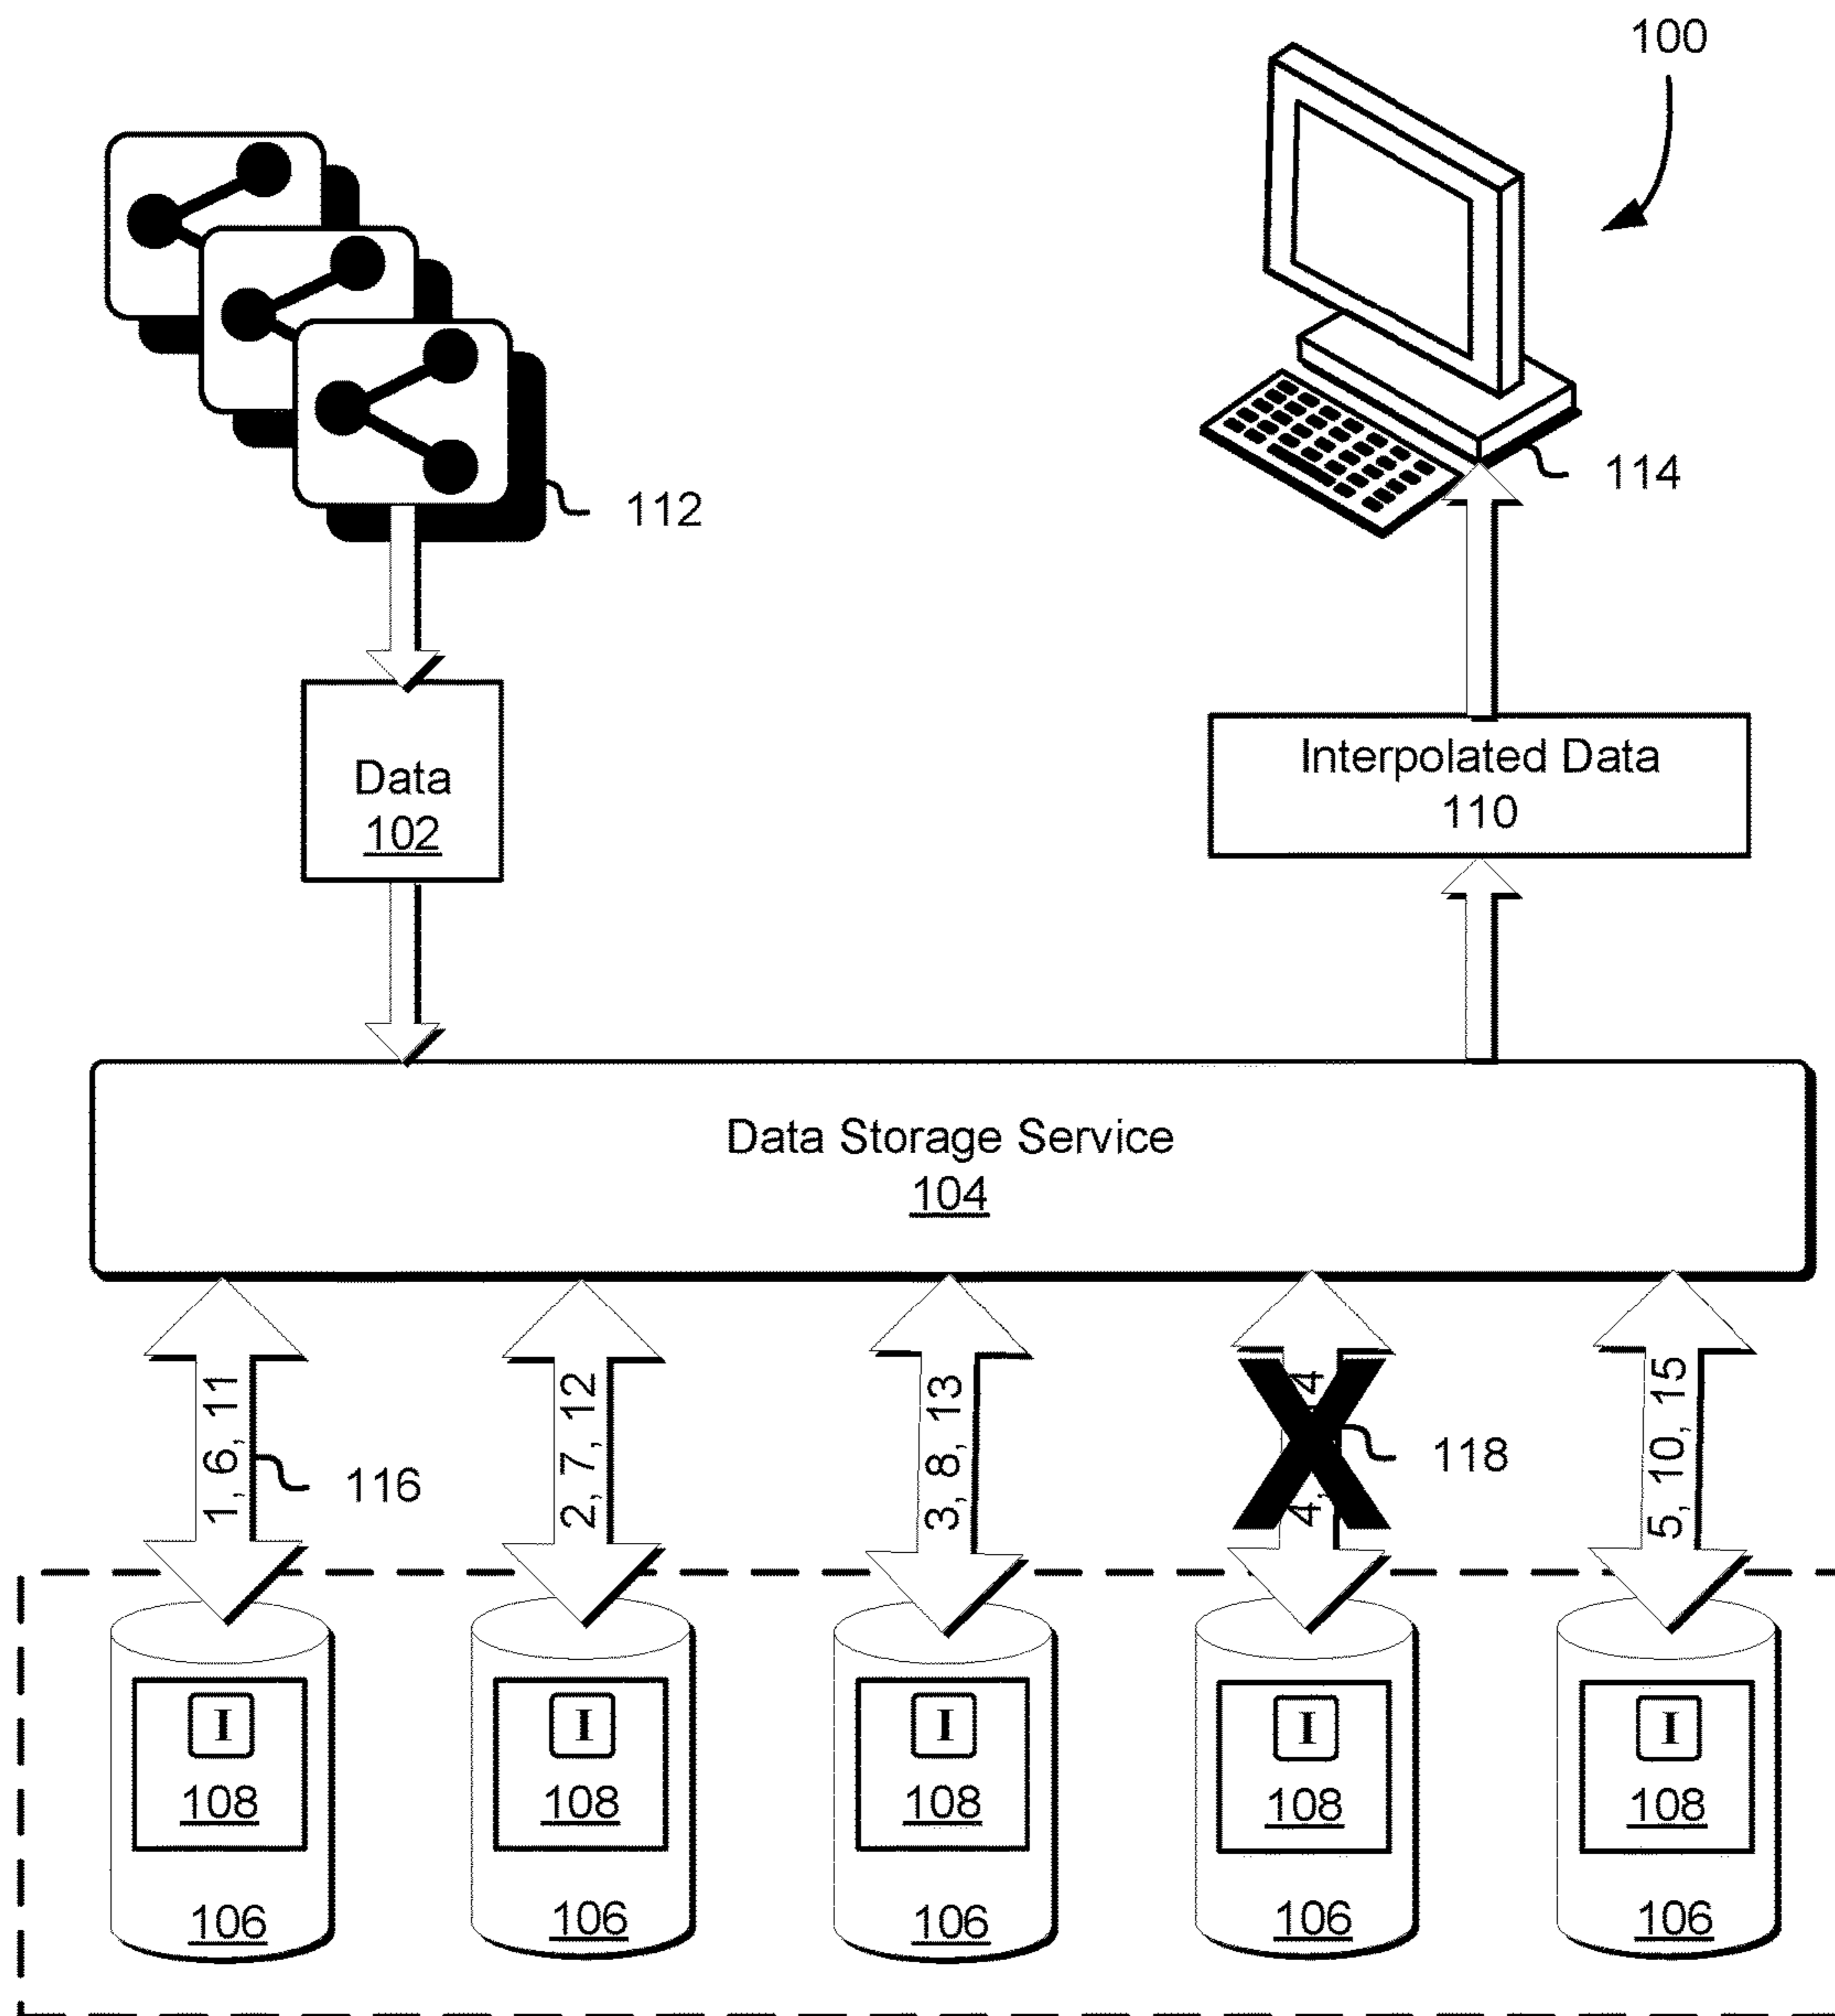 100
112
114
Data
102
Interpolated Data
110
Data Storage Service
104
1, 6, 11
116
2, 7, 12
3, 8, 13
118
5, 10, 15
I
I
I
I
I
108
108
108
108
108
106
106
106
106
106